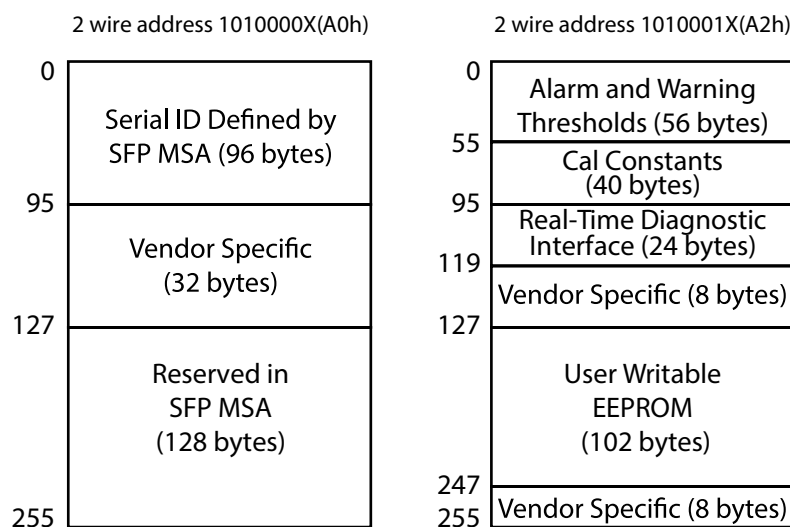 2 wire address 1010000X(A0h)
0
Serial ID Defined by
SFP MSA (96 bytes)
95
Vendor Specific
(32 bytes)
127
Reserved in
SFP MSA
(128 bytes)
255
2 wire address 1010001X(A2h)
0
Alarm and Warning
Thresholds (56 bytes)
55
Cal Constants
(40 bytes)
95
Real-Time Diagnostic
Interface (24 bytes)
119
Vendor Specific (8 bytes)
127
User Writable
EEPROM
(102 bytes)
247
Vendor Specific (8 bytes)
255